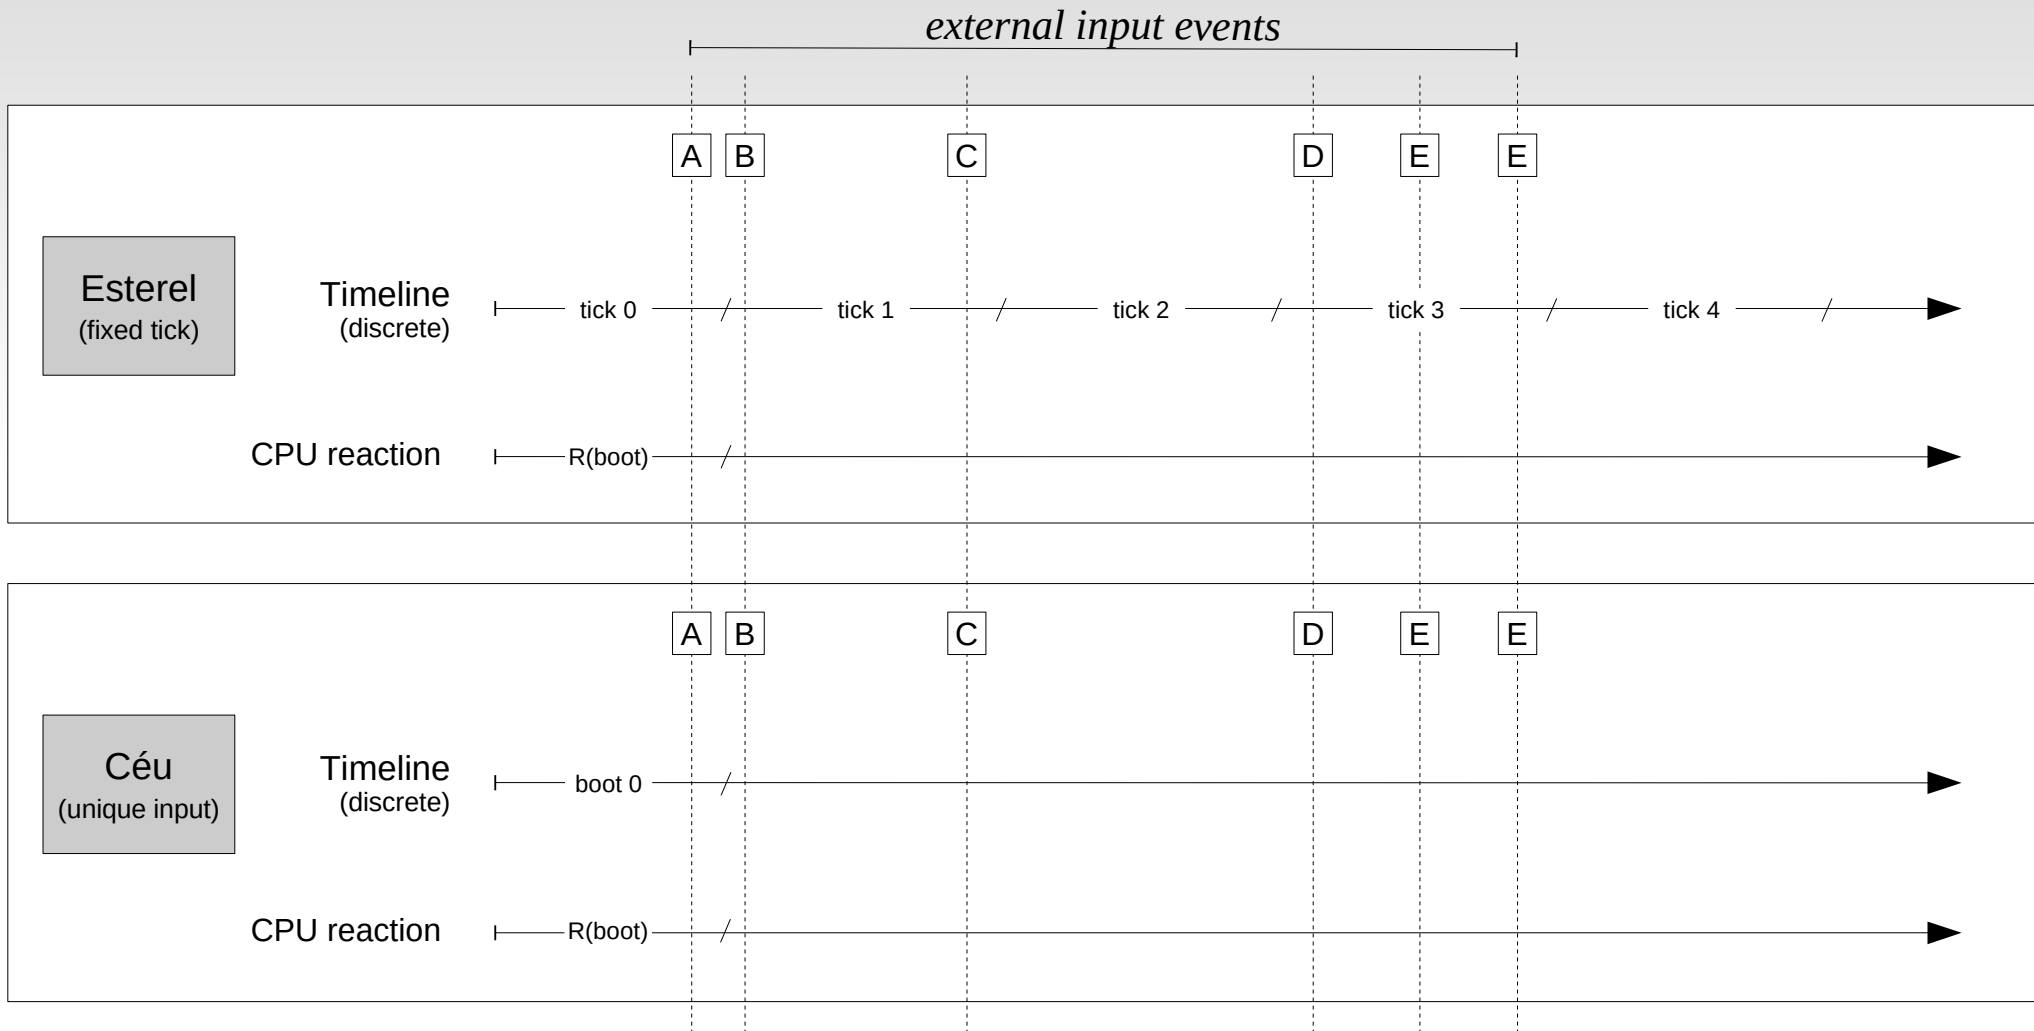 external input events
A B C D E E
Esterel
(fixed tick)
Timeline
(discrete)
tick 0 tick 1 tick 2 tick 3 tick 4
CPU reaction
R(boot)
A B C D E E
Céu
(unique input)
Timeline
(discrete)
boot 0
CPU reaction
R(boot)